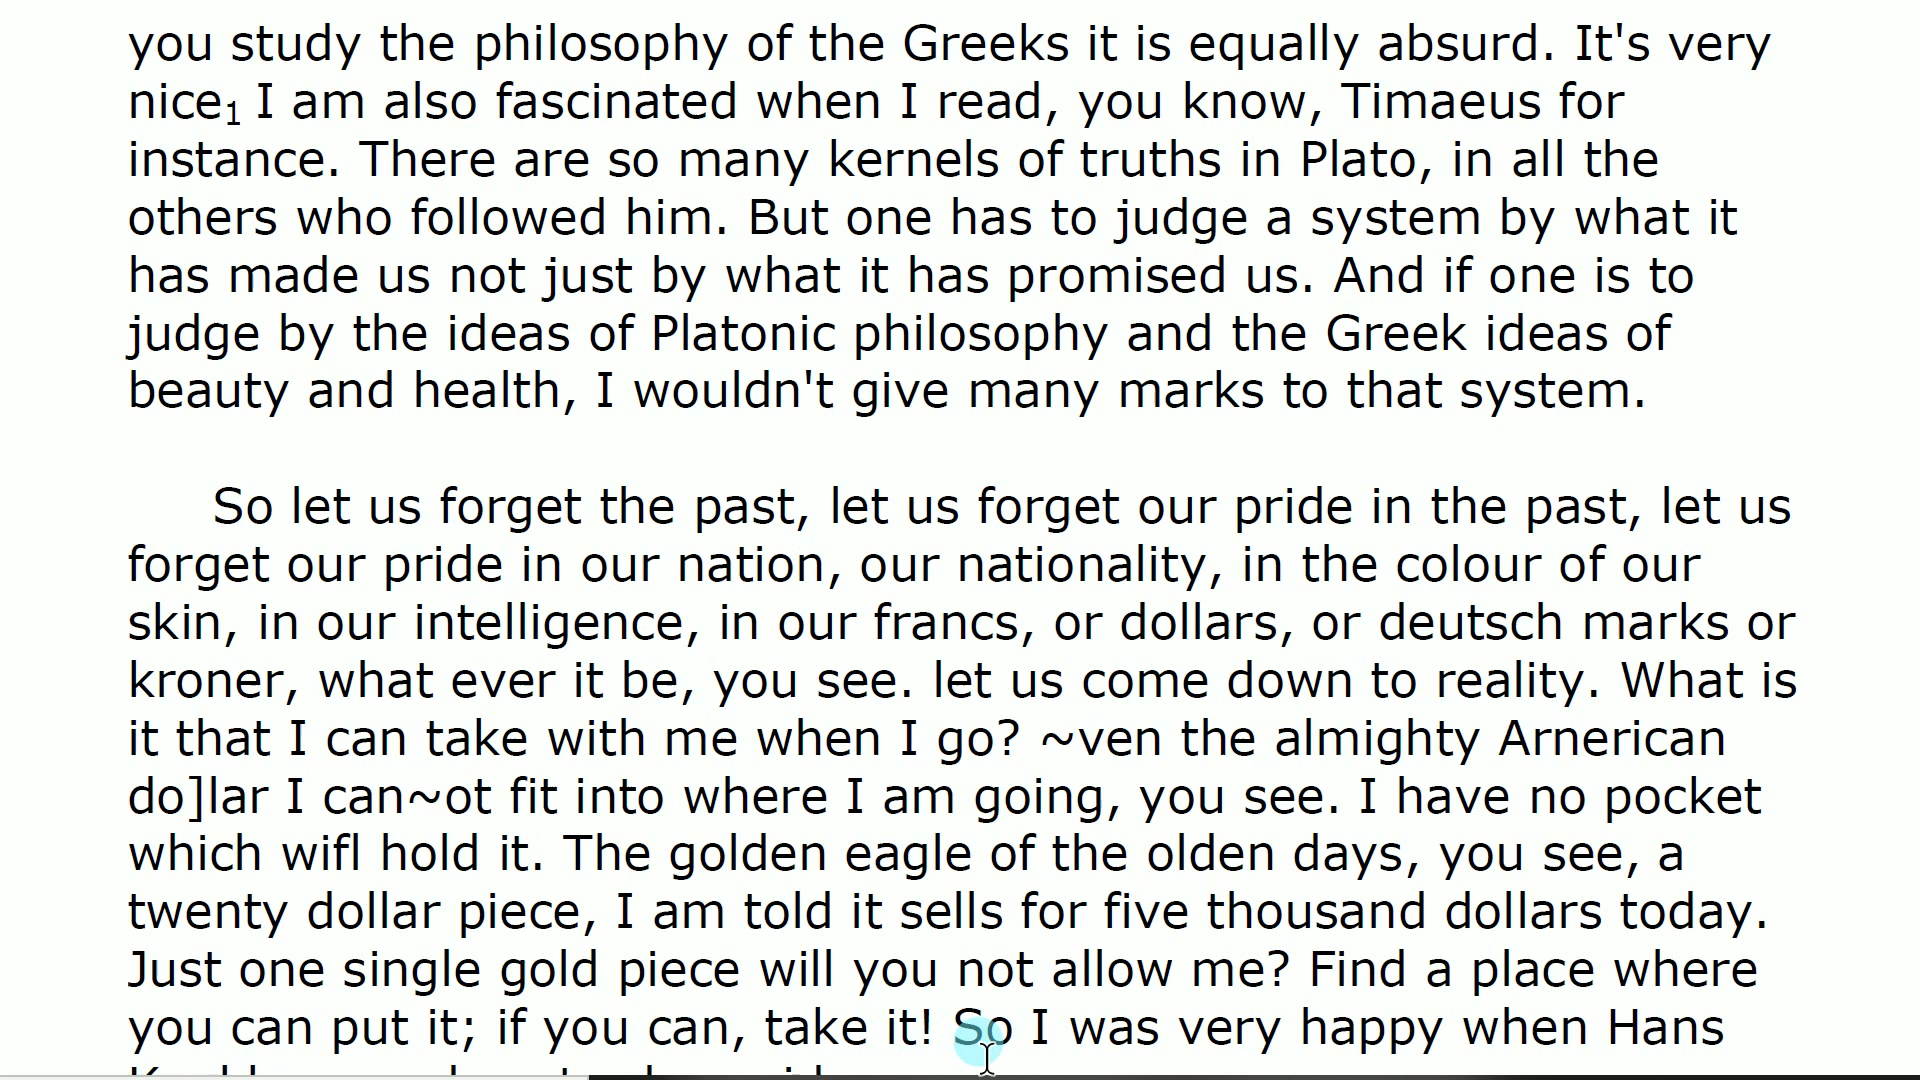 you study the philosophy of the Greeks it is equally absurd. It's very
nice₁ I am also fascinated when I read, you know, Timaeus for
instance. There are so many kernels of truths in Plato, in all the
others who followed him. But one has to judge a system by what it
has made us not just by what it has promised us. And if one is to
judge by the ideas of Platonic philosophy and the Greek ideas of
beauty and health, I wouldn't give many marks to that system.
So let us forget the past, let us forget our pride in the past, let us
forget our pride in our nation, our nationality, in the colour of our
skin, in our intelligence, in our francs, or dollars, or deutsch marks or
kroner, what ever it be, you see. let us come down to reality. What is
it that I can take with me when I go? ~ven the almighty Arnerican
do]lar I can~ot fit into where I am going, you see. I have no pocket
which wifl hold it. The golden eagle of the olden days, you see, a
twenty dollar piece, I am told it sells for five thousand dollars today.
Just one single gold piece will you not allow me? Find a place where
you can put it; if you can, take it! So I was very happy when Hans